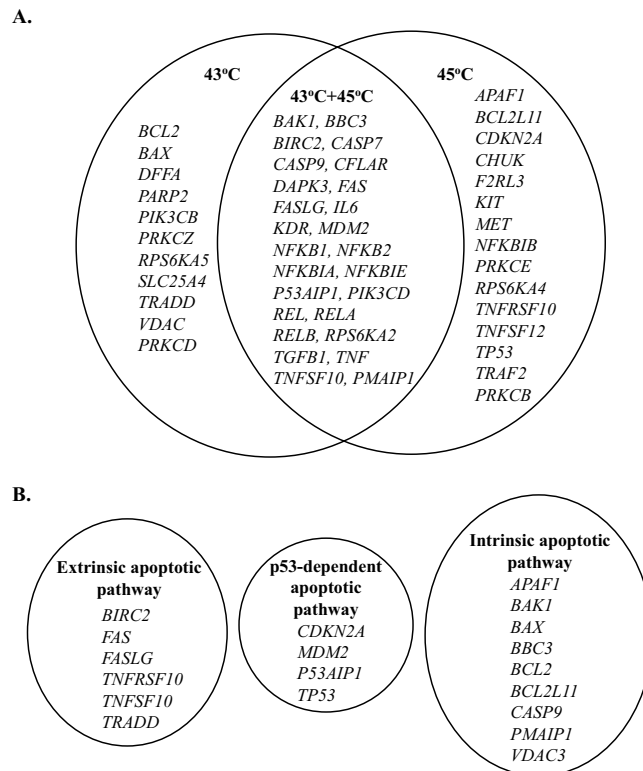 A.
43°C
BCL2
BAX
DFFA
PARP2
PIK3CB
PRKCZ
RPS6KA5
SLC25A4
TRADD
VDAC
PRKCD
43°C+45°C
BAK1, BBC3
BIRC2, CASP7
CASP9, CFLAR
DAPK3, FAS
FASLG, IL6
KDR, MDM2
NFKB1, NFKB2
NFKBIA, NFKBIE
P53AIP1, PIK3CD
REL, RELA
RELB, RPS6KA2
TGFB1, TNF
TNFSF10, PMAIP1
45°C
APAF1
BCL2L11
CDKN2A
CHUK
F2RL3
KIT
MET
NFKBIB
PRKCE
RPS6KA4
TNFRSF10
TNFSF12
TP53
TRAF2
PRKCB
B.
Extrinsic apoptotic
pathway
BIRC2
FAS
FASLG
TNFRSF10
TNFSF10
TRADD
p53-dependent
apoptotic
pathway
CDKN2A
MDM2
P53AIP1
TP53
Intrinsic apoptotic
pathway
APAF1
BAK1
BAX
BBC3
BCL2
BCL2L11
CASP9
PMAIP1
VDAC3